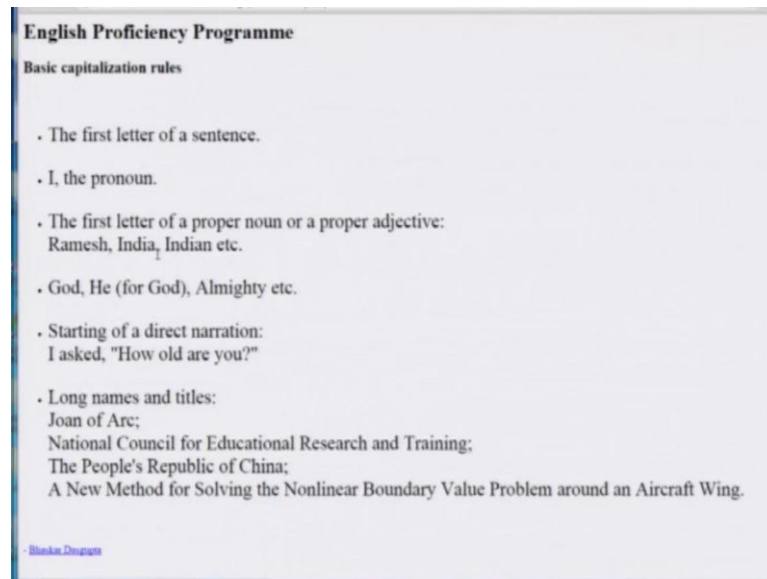 English Proficiency Programme
Basic capitalization rules
• The first letter of a sentence.
• I, the pronoun.
• The first letter of a proper noun or a proper adjective:
Ramesh, India, Indian etc.
• God, He (for God), Almighty etc.
• Starting of a direct narration:
I asked, "How old are you?"
• Long names and titles:
Joan of Arc;
National Council for Educational Research and Training;
The People's Republic of China;
A New Method for Solving the Nonlinear Boundary Value Problem around an Aircraft Wing.
- Bhaskar Dasgupta